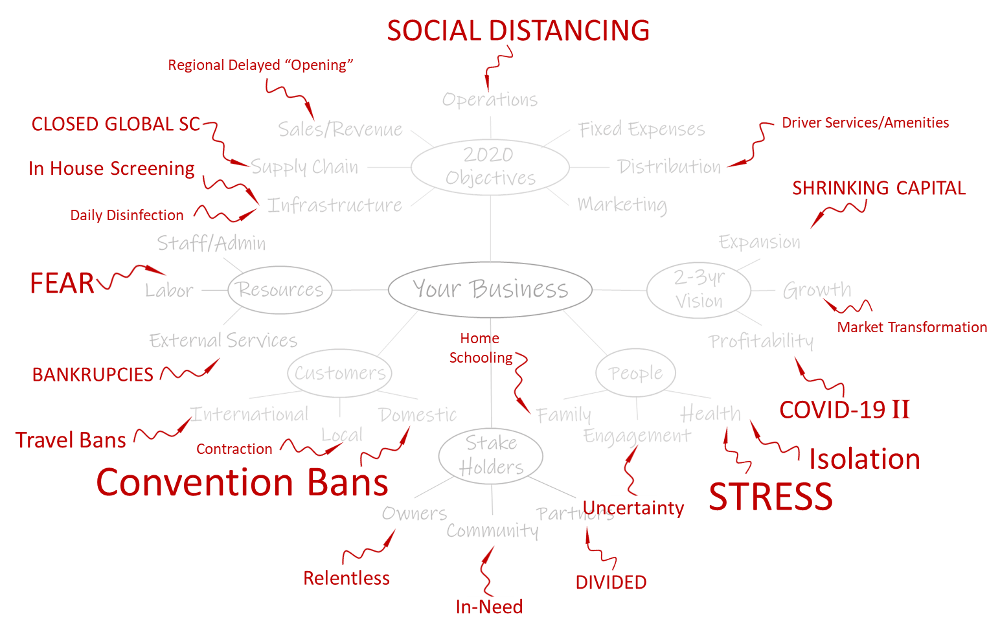 SOCIAL DISTANCING
Regional Delayed “Opening”
Operations
CLOSED GLOBAL SC
Sales/Revenue
Fixed Expenses
Driver Services/Amenities
2020
Objectives
In House Screening
Supply Chain
Distribution
SHRINKING CAPITAL
Daily Disinfection
Infrastructure
Marketing
Staff/Admin
Expansion
FEAR
Labor
Resources
Your Business
2-3yr
Vision
Growth
Market Transformation
External Services
Home
Schooling
Profitability
BANKRUPCIES
Customers
People
International
Domestic
Family
Health
COVID-19 II
Travel Bans
Contraction
Local
Engagement
Stake
Holders
Isolation
Convention Bans
STRESS
Owners
Partners
Uncertainty
Community
Relentless
DIVIDED
In-Need